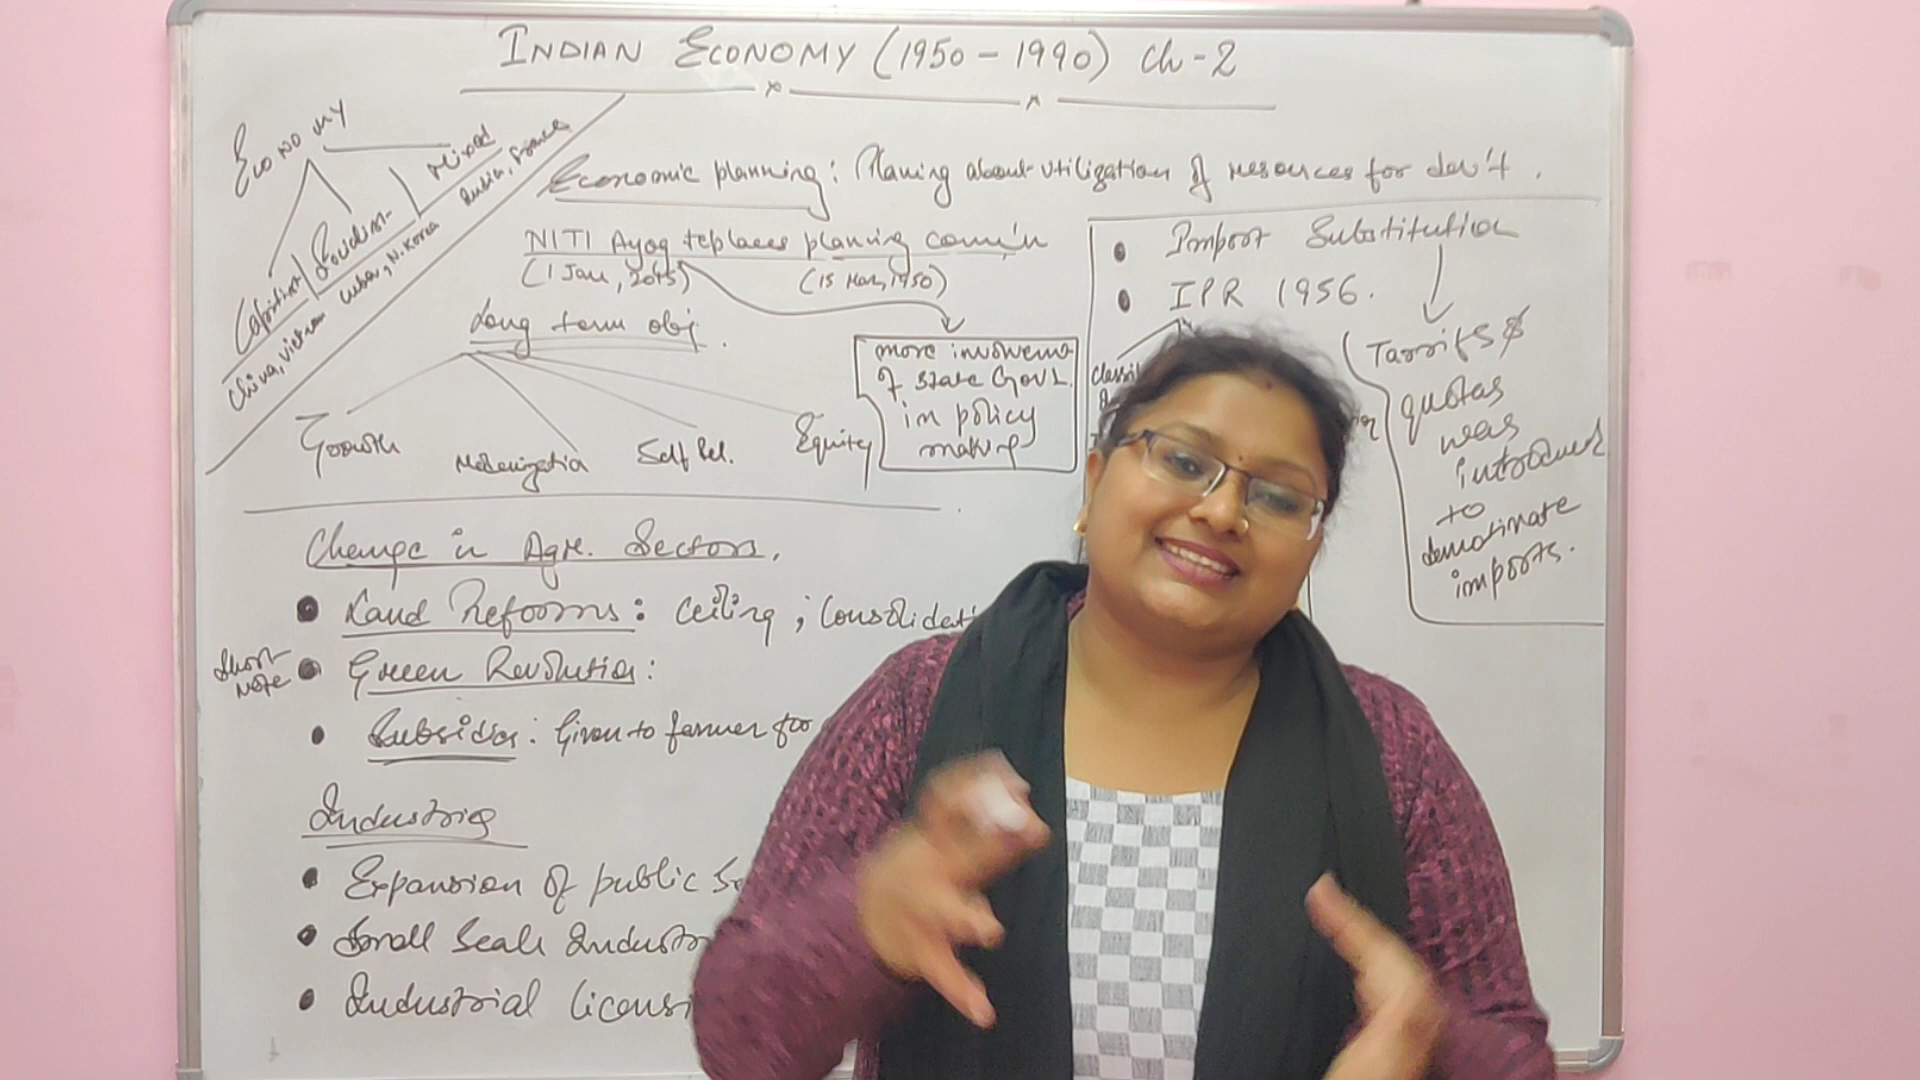 INDIAN ECONOMY (1950 - 1990) Ch - 2
ECONOMY
Mixed
India, France
Socialism
Cuba, N. Korea
Capitalist
China, Vietnam
Economic planning : Planing about utilization of resources for dev't.
NITI Ayog replaces planning comm'n
(1 Jan, 2015) (15 Mar, 1950)
Long term obj.
Growth Modernization Self Rel. Equity
more involvement
of state Govt.
in policy
making
• Import Substitution
• IPR 1956.
Tarrifs &
quotas
was
introduced
to
imports.
Change in Agr. Sectors.
• Land Reforms : Ceiling ; Consolidat
Short
Note
• Green Revolution :
• Subsidies : Given to farmer for
Industries
• Expansion of public Se
• Small Scale Industr
• Industrial licensi